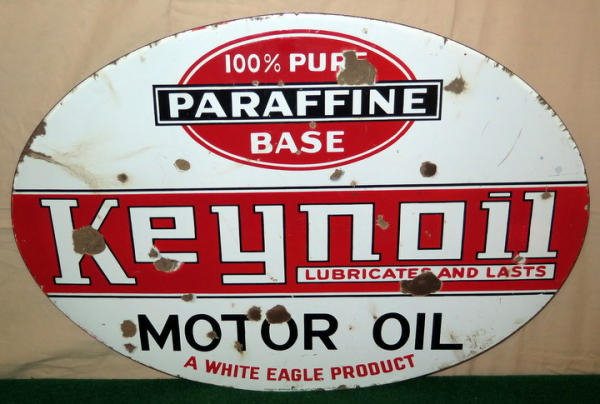 100% PURE
PARAFFINE
BASE
Keynoil
LUBRICATES AND LASTS
MOTOR OIL
A WHITE EAGLE PRODUCT